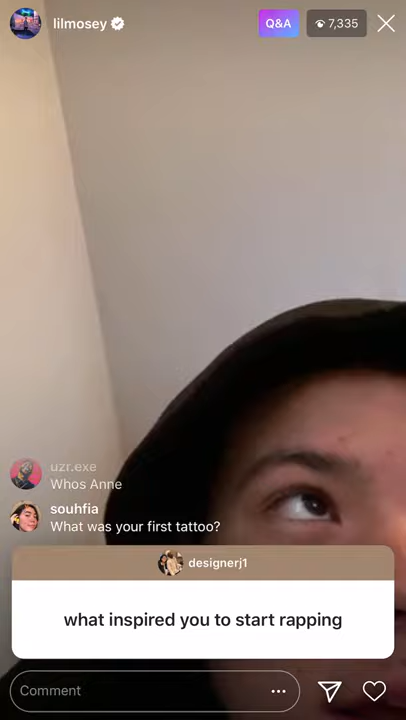 lilmosey
Q&A
7,335
uzr.exe
Whos Anne
souhfia
What was your first tattoo?
designerj1
what inspired you to start rapping
Comment